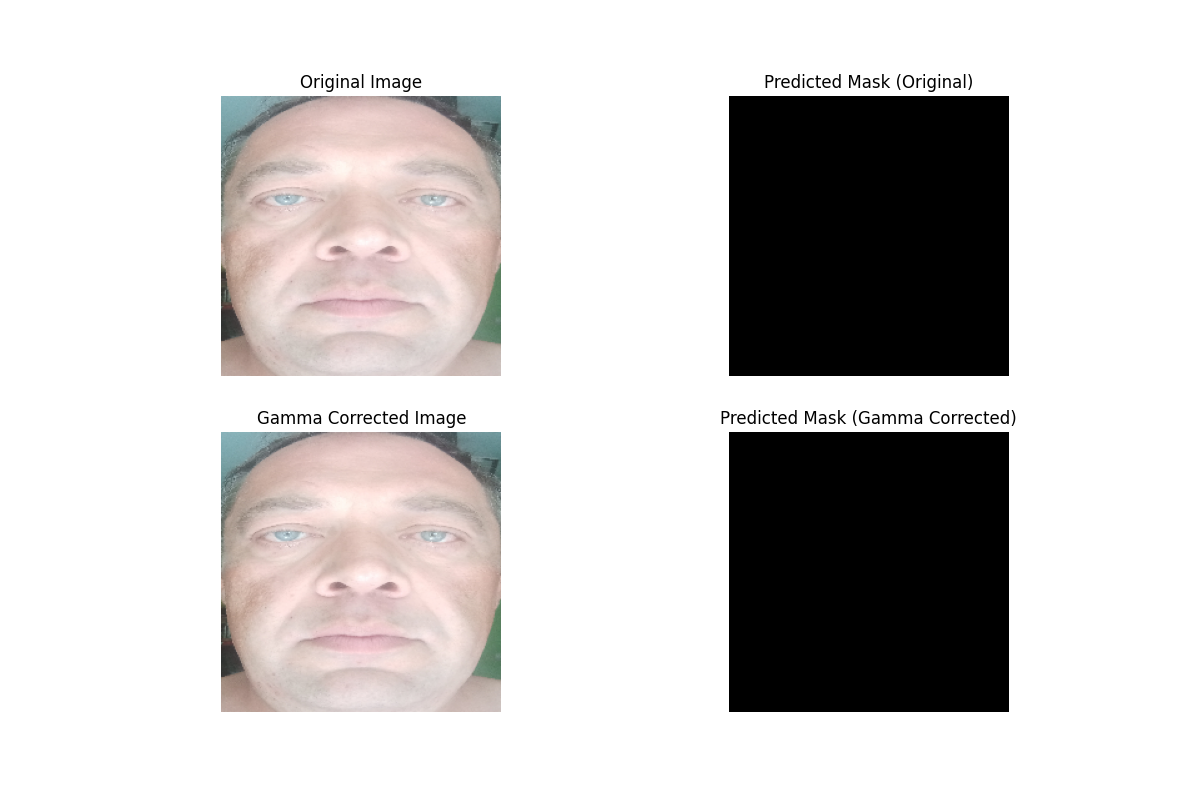 Original Image
Predicted Mask (Original)
Gamma Corrected Image
Predicted Mask (Gamma Corrected)